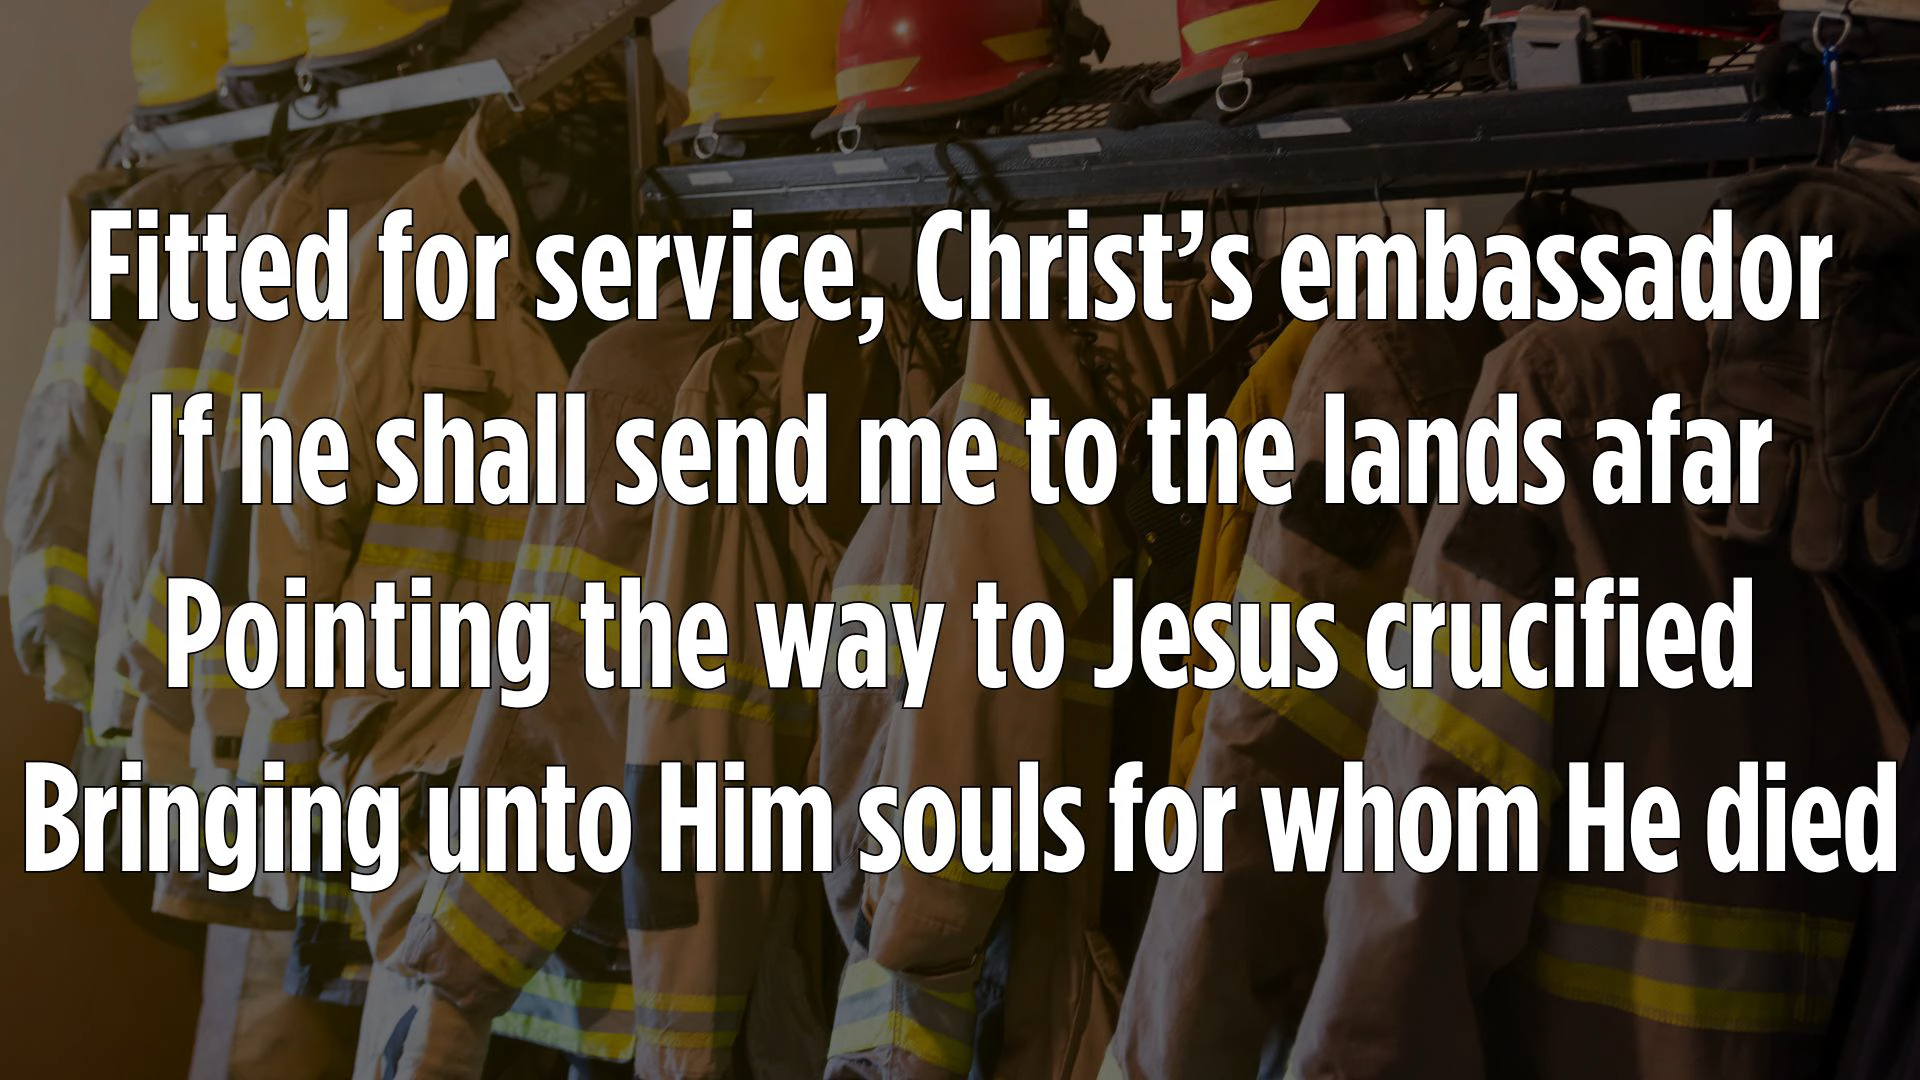 Fitted for service, Christ’s embassador
If he shall send me to the lands afar
Pointing the way to Jesus crucified
Bringing unto Him souls for whom He died